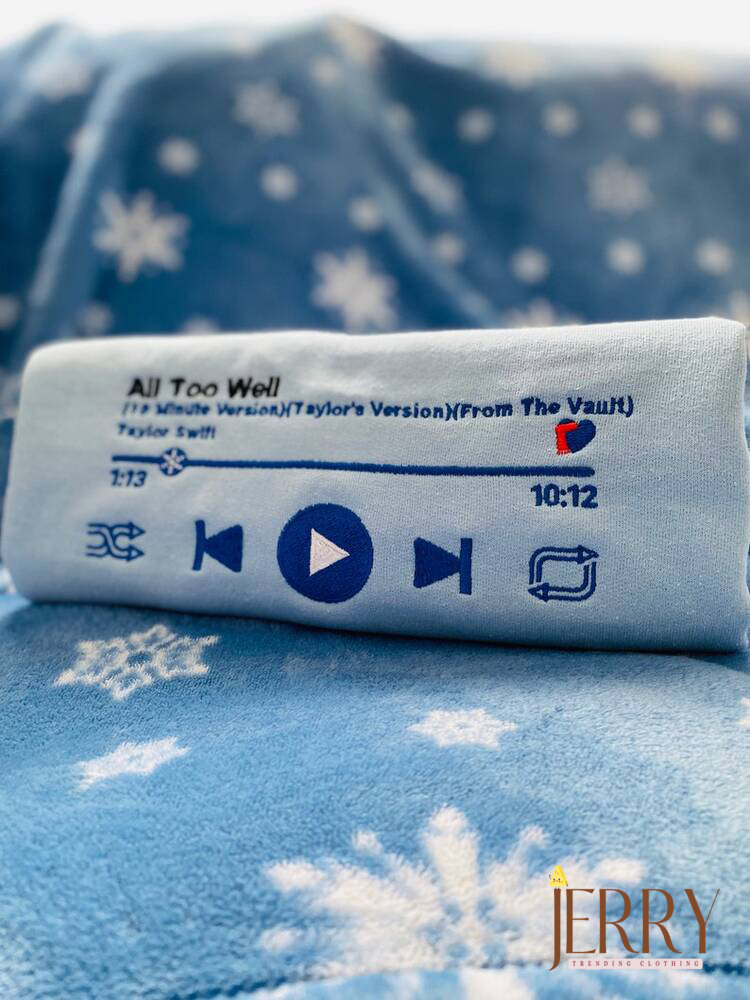 All Too Well
(10 Minute Version)(Taylor's Version)(From The Vault)
Taylor Swift
1:13
10:12
JERRY
TRENDING CLOTHING